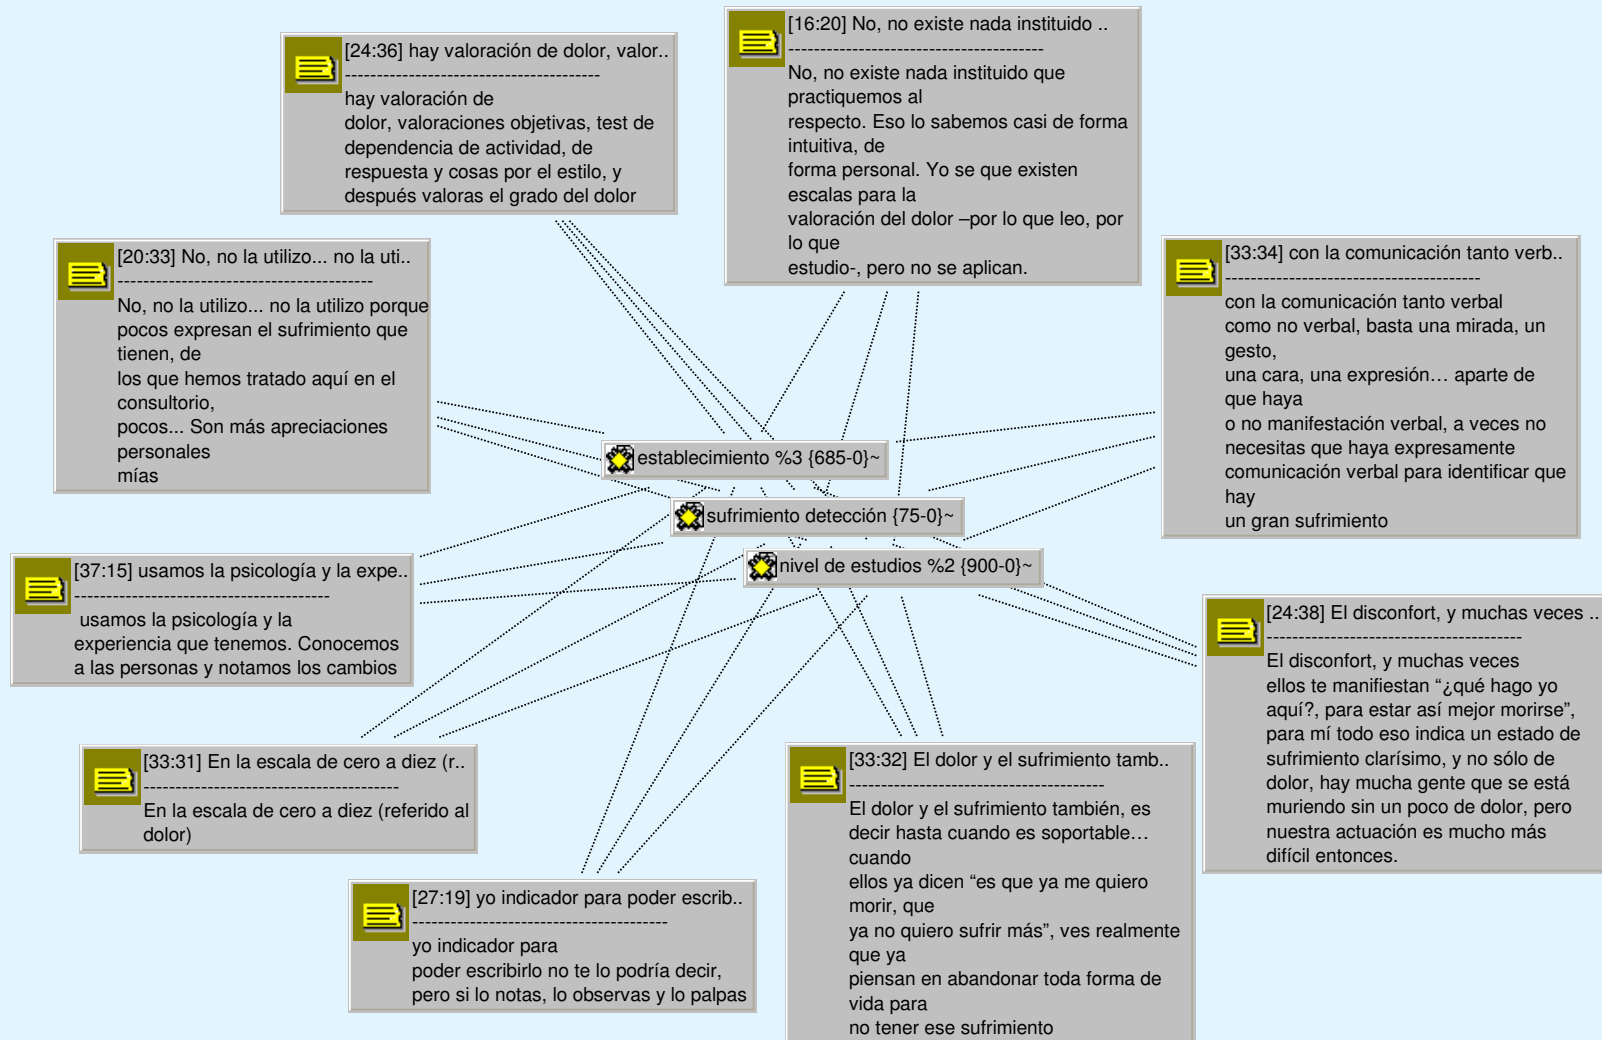 [24:36] hay valoración de dolor, valor..
----------------------------------------
hay valoración de
dolor, valoraciones objetivas, test de
dependencia de actividad, de
respuesta y cosas por el estilo, y
después valoras el grado del dolor
[16:20] No, no existe nada instituido ..
----------------------------------------
No, no existe nada instituido que
practiquemos al
respecto. Eso lo sabemos casi de forma
intuitiva, de
forma personal. Yo se que existen
escalas para la
valoración del dolor –por lo que leo, por
lo que
estudio-, pero no se aplican.
[20:33] No, no la utilizo... no la uti..
----------------------------------------
No, no la utilizo... no la utilizo porque
pocos expresan el sufrimiento que
tienen, de
los que hemos tratado aquí en el
consultorio,
pocos... Son más apreciaciones
personales
mías
[33:34] con la comunicación tanto verb..
----------------------------------------
con la comunicación tanto verbal
como no verbal, basta una mirada, un
gesto,
una cara, una expresión… aparte de
que haya
o no manifestación verbal, a veces no
necesitas que haya expresamente
comunicación verbal para identificar que
hay
un gran sufrimiento
establecimiento %3 {685-0}~
sufrimiento detección {75-0}~
nivel de estudios %2 {900-0}~
[37:15] usamos la psicología y la expe..
----------------------------------------
usamos la psicología y la
experiencia que tenemos. Conocemos
a las personas y notamos los cambios
[24:38] El disconfort, y muchas veces ..
----------------------------------------
El disconfort, y muchas veces
ellos te manifiestan “¿qué hago yo
aquí?, para estar así mejor morirse”,
para mí todo eso indica un estado de
sufrimiento clarísimo, y no sólo de
dolor, hay mucha gente que se está
muriendo sin un poco de dolor, pero
nuestra actuación es mucho más
difícil entonces.
[33:31] En la escala de cero a diez (r..
----------------------------------------
En la escala de cero a diez (referido al
dolor)
[33:32] El dolor y el sufrimiento tamb..
----------------------------------------
El dolor y el sufrimiento también, es
decir hasta cuando es soportable…
cuando
ellos ya dicen “es que ya me quiero
morir, que
ya no quiero sufrir más”, ves realmente
que ya
piensan en abandonar toda forma de
vida para
no tener ese sufrimiento
[27:19] yo indicador para poder escrib..
----------------------------------------
yo indicador para
poder escribirlo no te lo podría decir,
pero si lo notas, lo observas y lo palpas